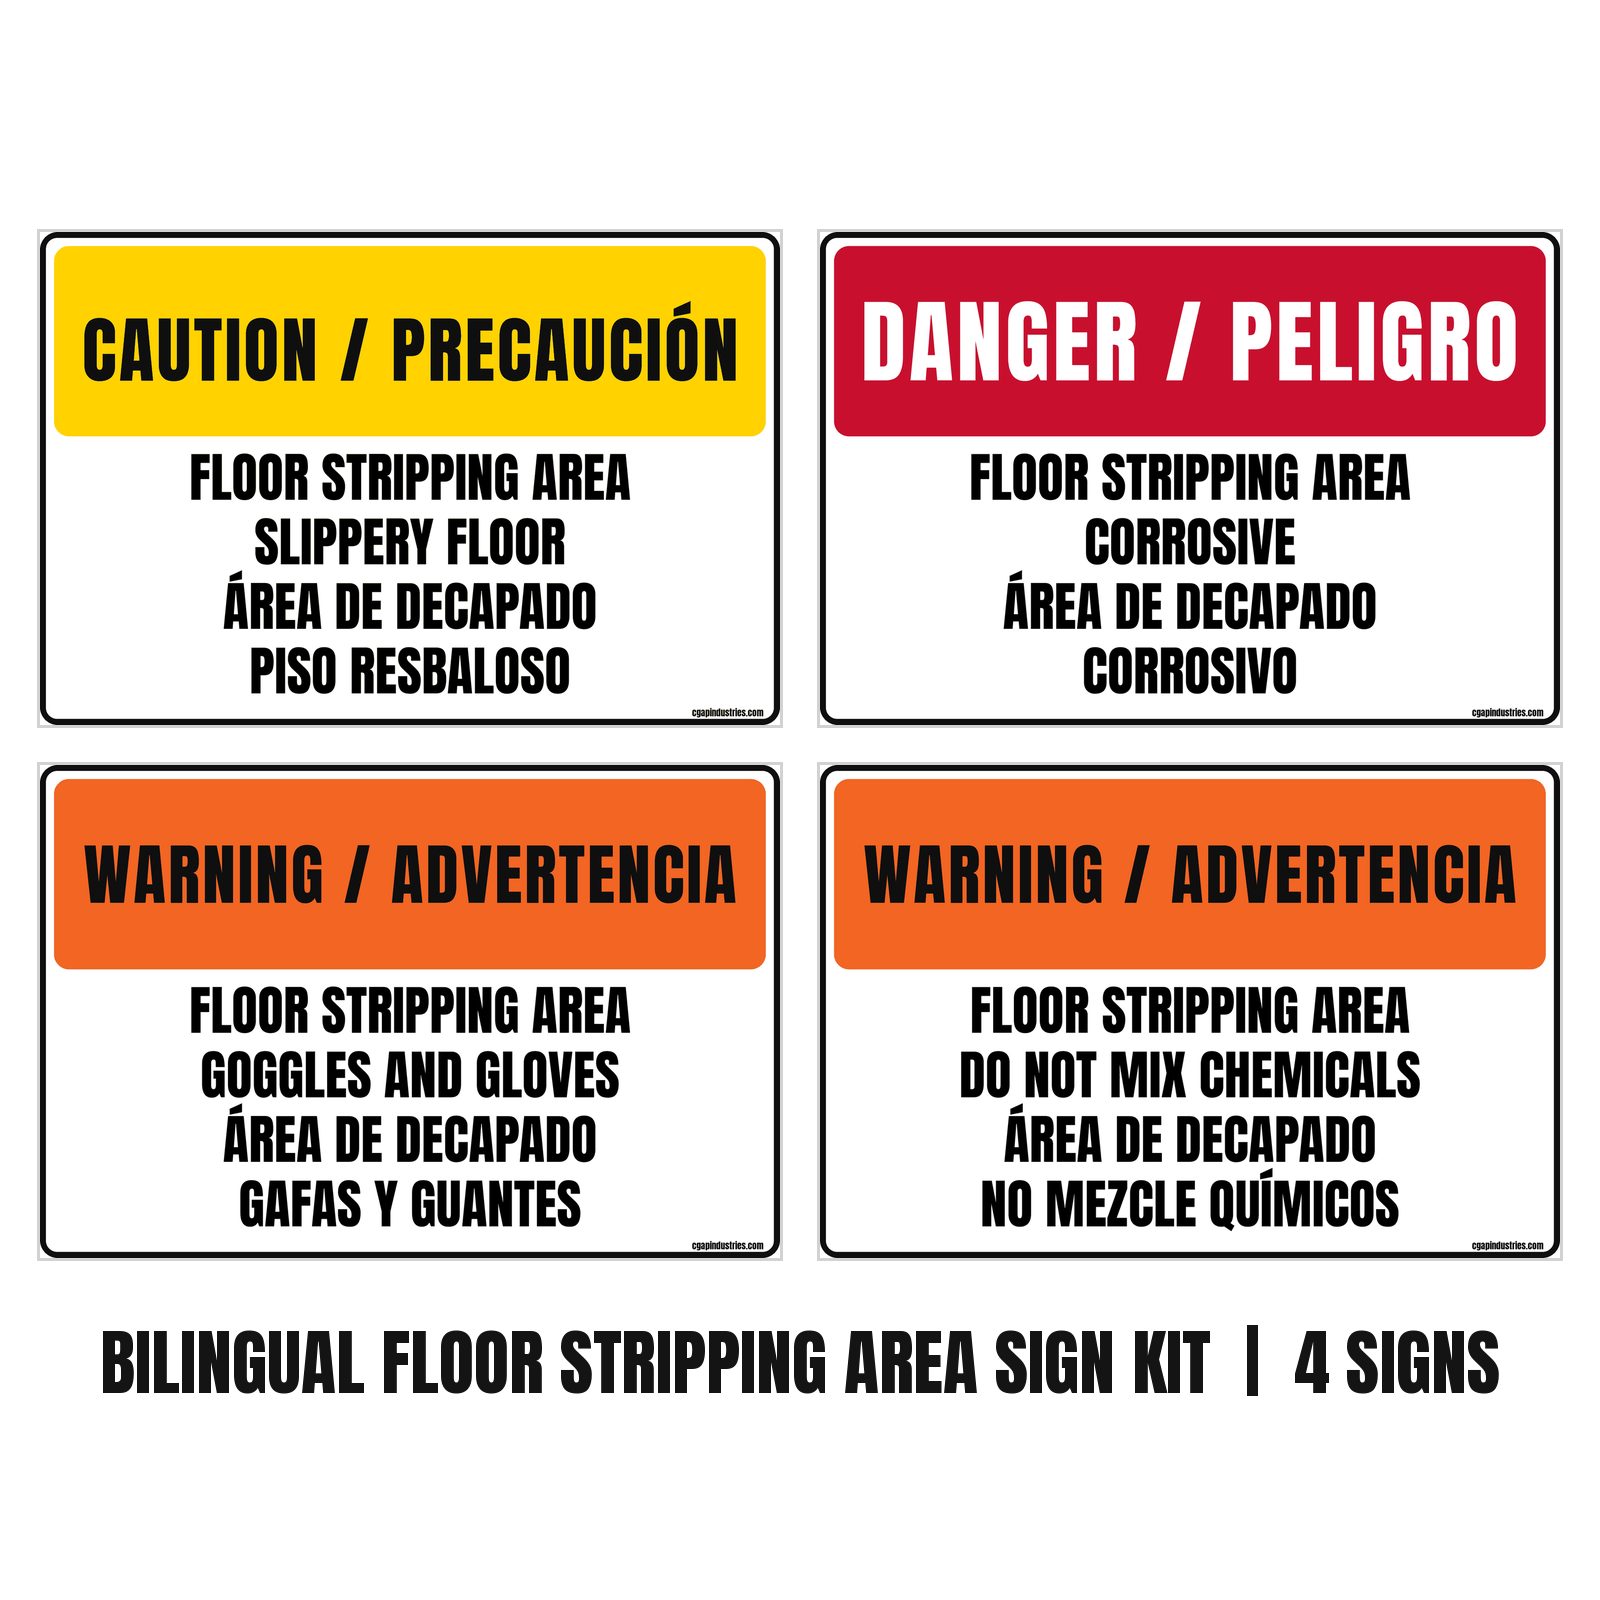 CAUTION / PRECAUCIÓN
FLOOR STRIPPING AREA
SLIPPERY FLOOR
ÁREA DE DECAPADO
PISO RESBALOSO
cgapindustries.com
DANGER / PELIGRO
FLOOR STRIPPING AREA
CORROSIVE
ÁREA DE DECAPADO
CORROSIVO
cgapindustries.com
WARNING / ADVERTENCIA
FLOOR STRIPPING AREA
GOGGLES AND GLOVES
ÁREA DE DECAPADO
GAFAS Y GUANTES
cgapindustries.com
WARNING / ADVERTENCIA
FLOOR STRIPPING AREA
DO NOT MIX CHEMICALS
ÁREA DE DECAPADO
NO MEZCLE QUÍMICOS
cgapindustries.com
BILINGUAL FLOOR STRIPPING AREA SIGN KIT | 4 SIGNS